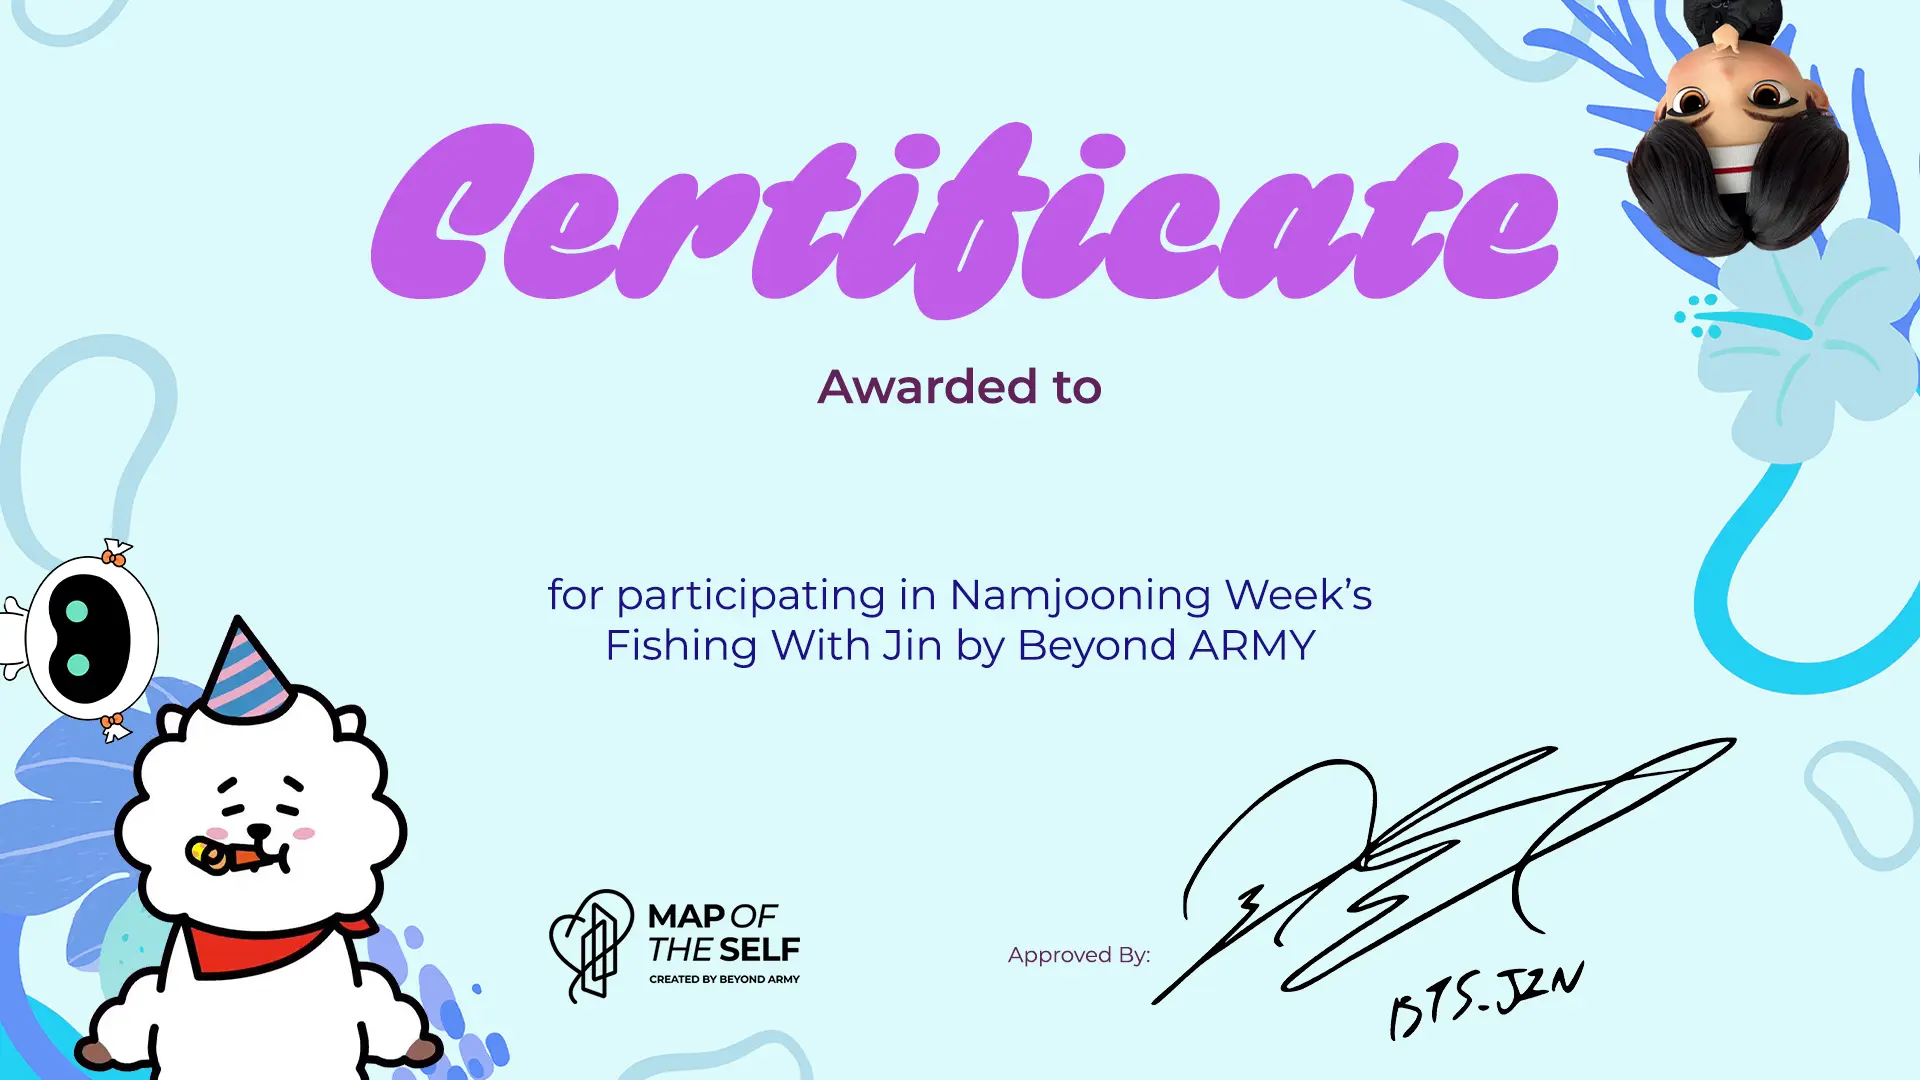 Certificate
Awarded to
for participating in Namjooning Week’s
Fishing With Jin by Beyond ARMY
MAP OF
THE SELF
CREATED BY BEYOND ARMY
Approved By:
BTS.JIN